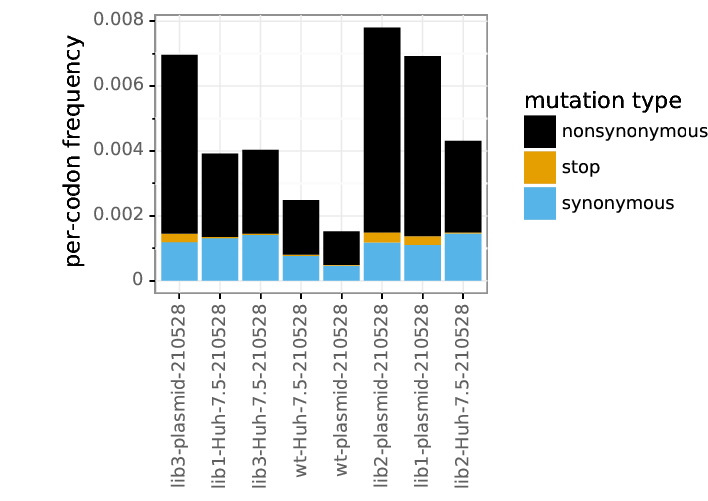 0.008
0.006
0.004
0.002
0
per-codon frequency
lib3-plasmid-210528
lib1-Huh-7.5-210528
lib3-Huh-7.5-210528
wt-Huh-7.5-210528
wt-plasmid-210528
lib2-plasmid-210528
lib1-plasmid-210528
lib2-Huh-7.5-210528
mutation type
nonsynonymous
stop
synonymous